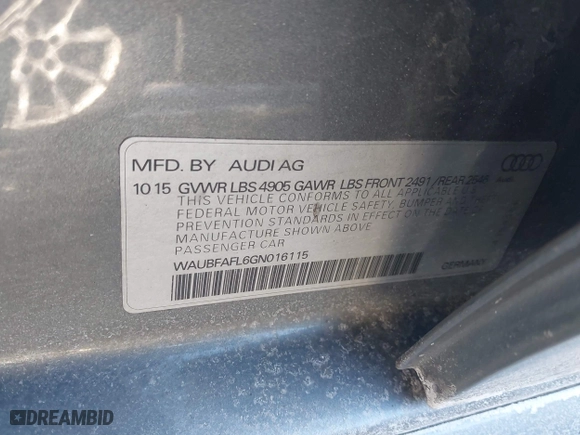 MFD. BY AUDI AG
10 15 GVWR LBS 4905 GAWR LBS FRONT 2491 /REAR
THIS VEHICLE CONFORMS TO ALL APPLICABLE
FEDERAL MOTOR VEHICLE SAFETY, BUMPER AND
PREVENTION STANDARDS IN EFFECT ON THE DATE
MANUFACTURE SHOWN ABOVE
PASSENGER CAR
WAUBFAFL6GN016115
GERMANY
DREAMBID